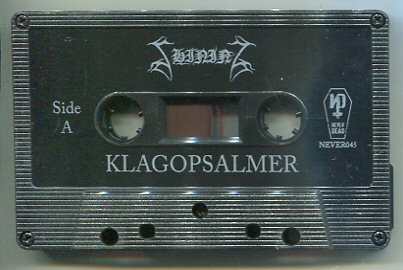 Shining
Side
A
NEVER
DEAD
NEVER045
KLAGOPSALMER